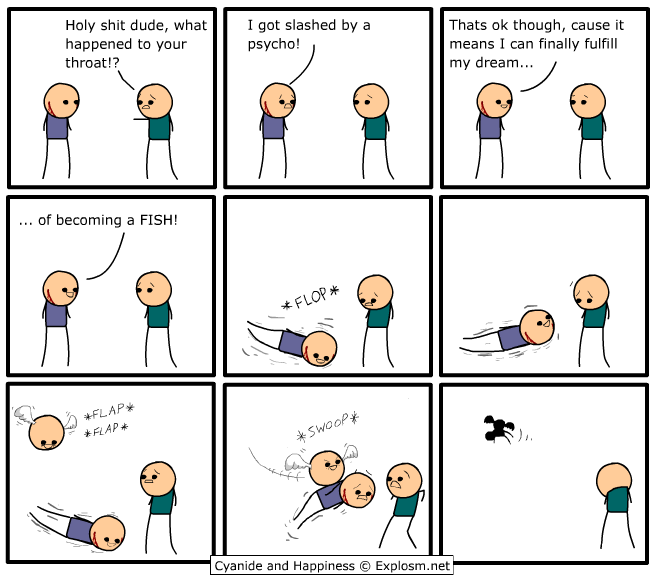 Holy shit dude, what
happened to your
throat!?
I got slashed by a
psycho!
Thats ok though, cause it
means I can finally fulfill
my dream...
... of becoming a FISH!
*FLOP*
*FLAP*
*FLAP*
*SWOOP*
Cyanide and Happiness © Explosm.net